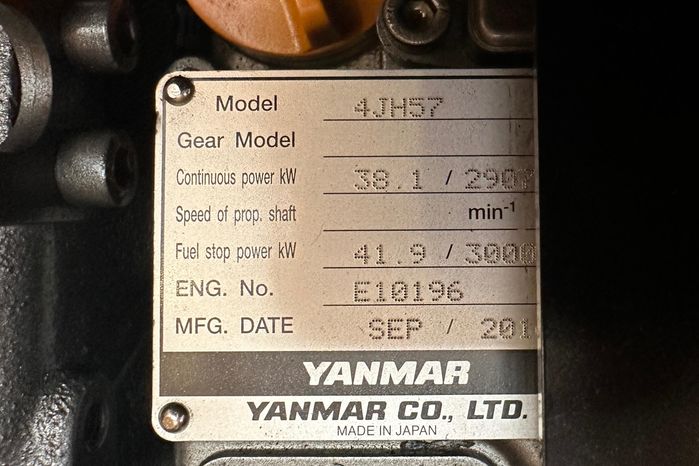 Model 4JH57
Gear Model
Continuous power kW 38.1 / 2907
Speed of prop. shaft min-1
Fuel stop power kW 41.9 / 3000
ENG. No. E10196
MFG. DATE SEP / 201
YANMAR
YANMAR CO., LTD.
MADE IN JAPAN